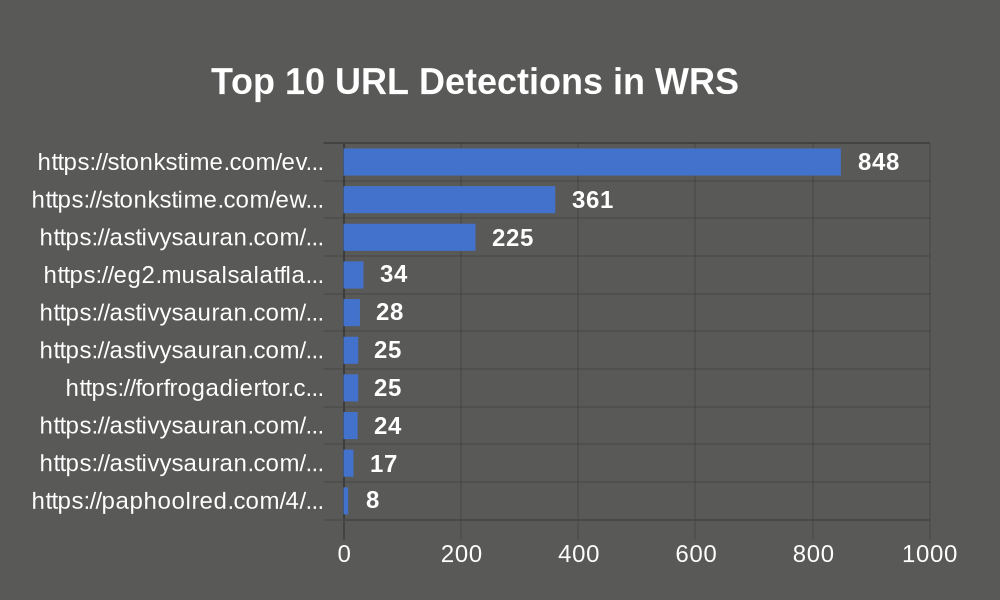 Top 10 URL Detections in WRS
https://stonkstime.com/ev... 848
https://stonkstime.com/ew... 361
https://astivysauran.com/... 225
https://eg2.musalsalatfla... 34
https://astivysauran.com/... 28
https://astivysauran.com/... 25
https://forfrogadiertor.c... 25
https://astivysauran.com/... 24
https://astivysauran.com/... 17
https://paphoolred.com/4/... 8
0 200 400 600 800 1000